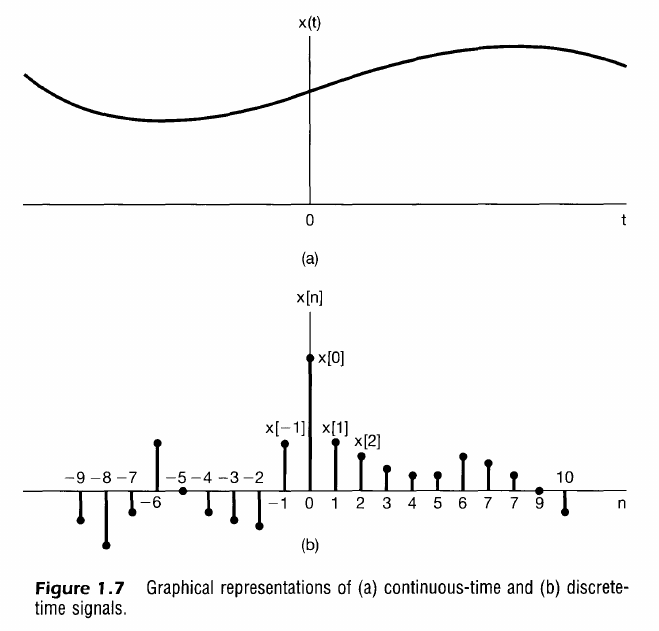 x(t)
0 t
(a)
x[n]
x[0]
x[−1] x[1]
x[2]
−9 −8 −7 −5 −4 −3 −2 10
−6 −1 0 1 2 3 4 5 6 7 7 9 n
(b)
Figure 1.7 Graphical representations of (a) continuous-time and (b) discrete-
time signals.